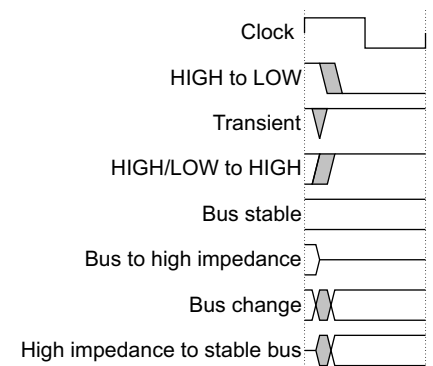 Clock
HIGH to LOW
Transient
HIGH/LOW to HIGH
Bus stable
Bus to high impedance
Bus change
High impedance to stable bus